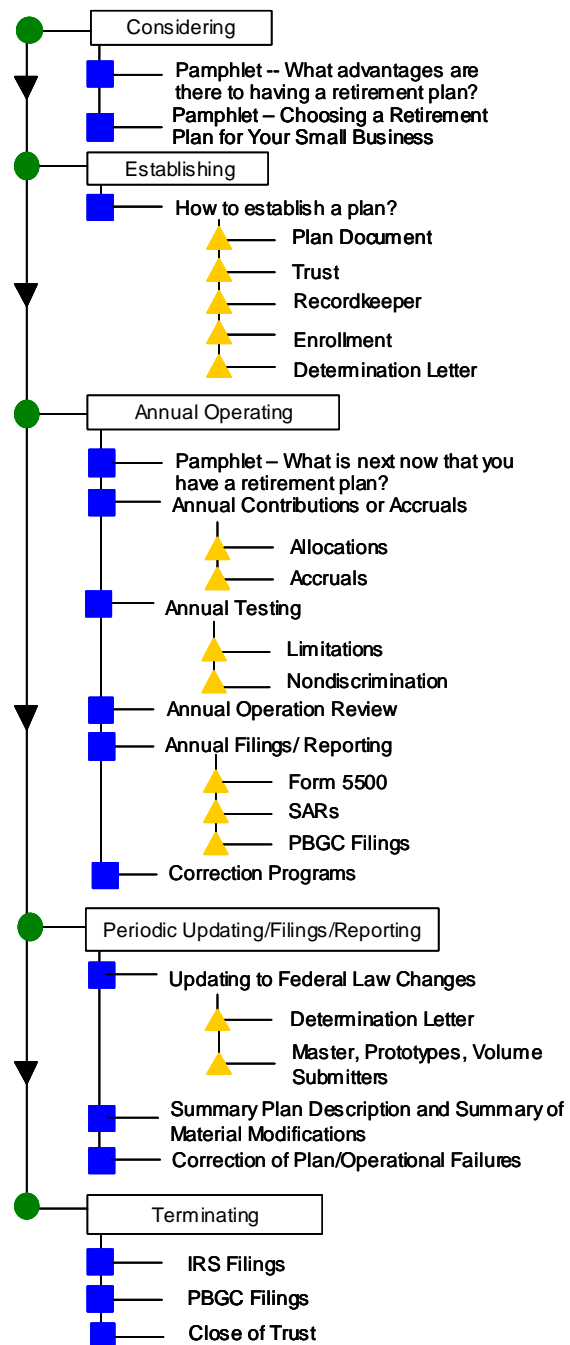 Considering
Pamphlet -- What advantages are
there to having a retirement plan?
Pamphlet – Choosing a Retirement
Plan for Your Small Business
Establishing
How to establish a plan?
Plan Document
Trust
Recordkeeper
Enrollment
Determination Letter
Annual Operating
Pamphlet – What is next now that you
have a retirement plan?
Annual Contributions or Accruals
Allocations
Accruals
Annual Testing
Limitations
Nondiscrimination
Annual Operation Review
Annual Filings/ Reporting
Form 5500
SARs
PBGC Filings
Correction Programs
Periodic Updating/Filings/Reporting
Updating to Federal Law Changes
Determination Letter
Master, Prototypes, Volume
Submitters
Summary Plan Description and Summary of
Material Modifications
Correction of Plan/Operational Failures
Terminating
IRS Filings
PBGC Filings
Close of Trust